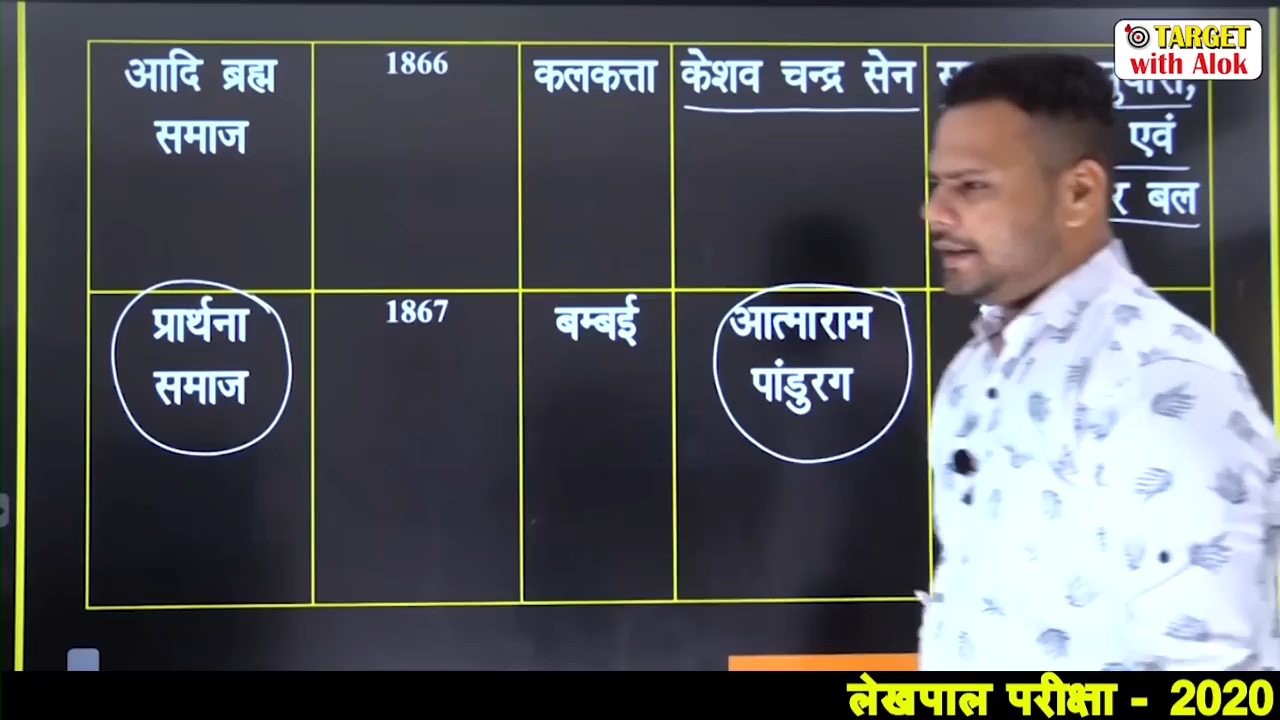 TARGET
with Alok
आदि ब्रह्म
समाज
1866
कलकत्ता
केशव चन्द्र सेन
एवं
बल
प्रार्थना
समाज
1867
बम्बई
आत्माराम
पांडुरग
लेखपाल परीक्षा - 2020